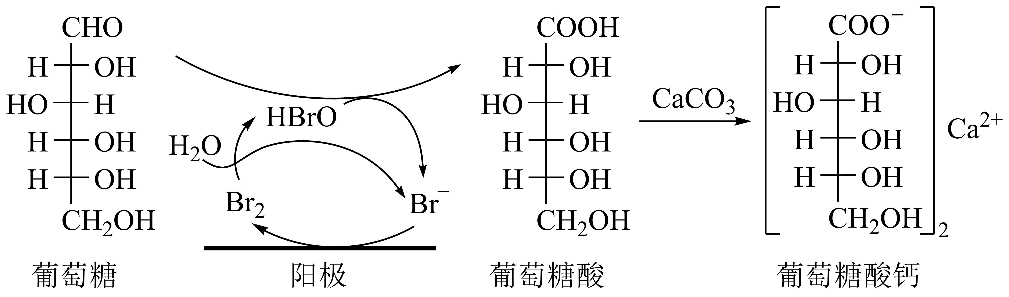 CHO
H OH
HO H
H OH
H OH
CH₂OH
葡萄糖
H₂O
HBrO
Br₂
Br⁻
阳极
COOH
H OH
HO H
H OH
H OH
CH₂OH
葡萄糖酸
CaCO₃
COO⁻
H OH
HO H
H OH
H OH
CH₂OH
2
Ca²⁺
葡萄糖酸钙